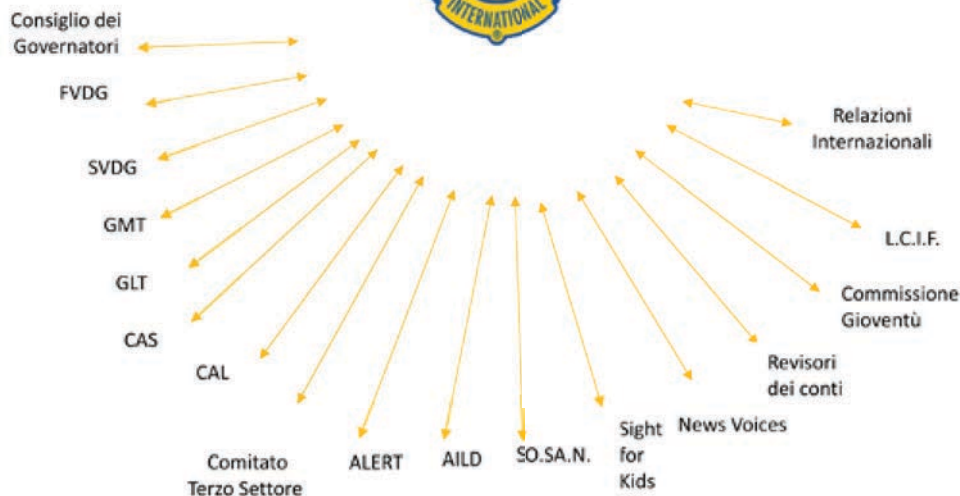 INTERNATIONAL
Consiglio dei
Governatori
FVDG
SVDG
GMT
GLT
CAS
CAL
Comitato
Terzo Settore
ALERT
AILD
SO.SA.N.
Sight
for
Kids
News Voices
Revisori
dei conti
Commissione
Gioventù
L.C.I.F.
Relazioni
Internazionali